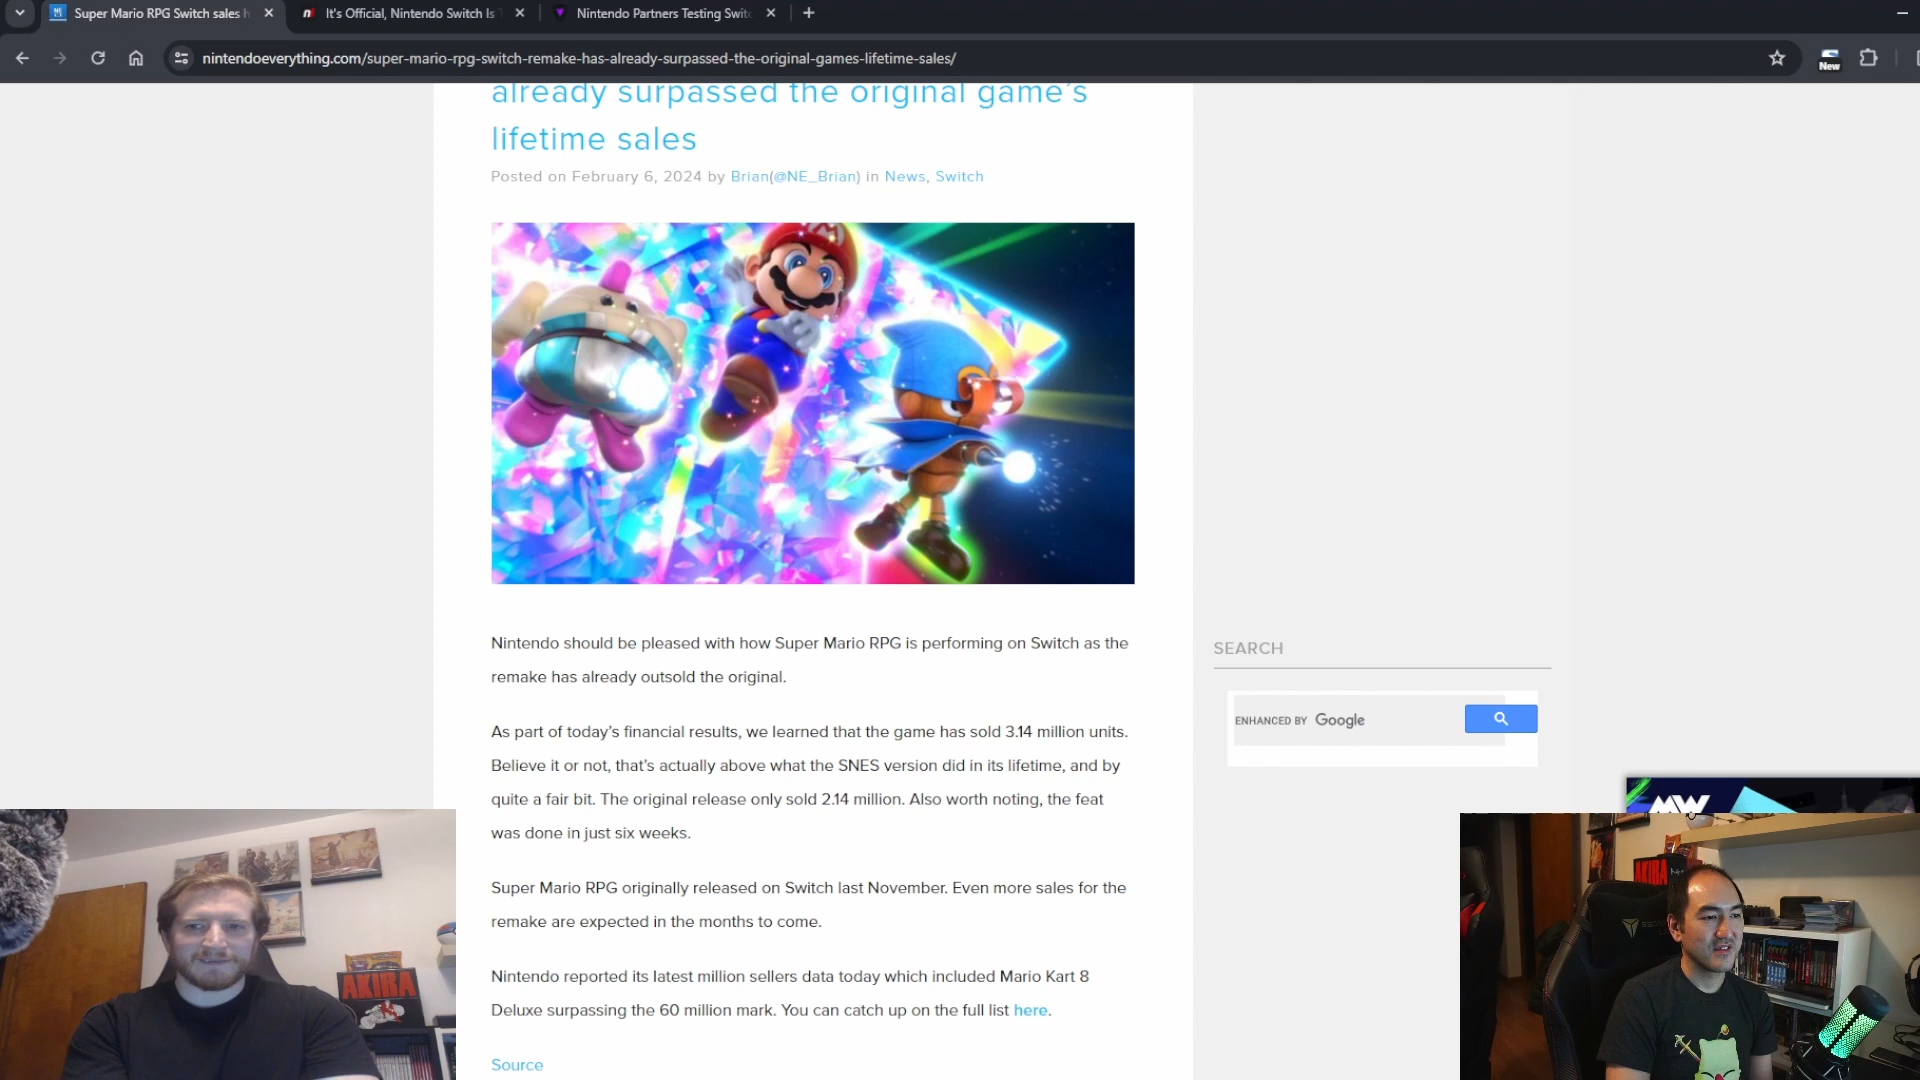 Super Mario RPG Switch sales h
It's Official, Nintendo Switch Is T
Nintendo Partners Testing Switc
nintendoeverything.com/super-mario-rpg-switch-remake-has-already-surpassed-the-original-games-lifetime-sales/
New
already surpassed the original game's
lifetime sales
Posted on February 6, 2024 by Brian(@NE_Brian) in News, Switch
Nintendo should be pleased with how Super Mario RPG is performing on Switch as the
remake has already outsold the original.
As part of today's financial results, we learned that the game has sold 3.14 million units.
Believe it or not, that's actually above what the SNES version did in its lifetime, and by
quite a fair bit. The original release only sold 2.14 million. Also worth noting, the feat
was done in just six weeks.
Super Mario RPG originally released on Switch last November. Even more sales for the
remake are expected in the months to come.
Nintendo reported its latest million sellers data today which included Mario Kart 8
Deluxe surpassing the 60 million mark. You can catch up on the full list here.
Source
SEARCH
ENHANCED BY Google
MW
AKIRA
AKIRA